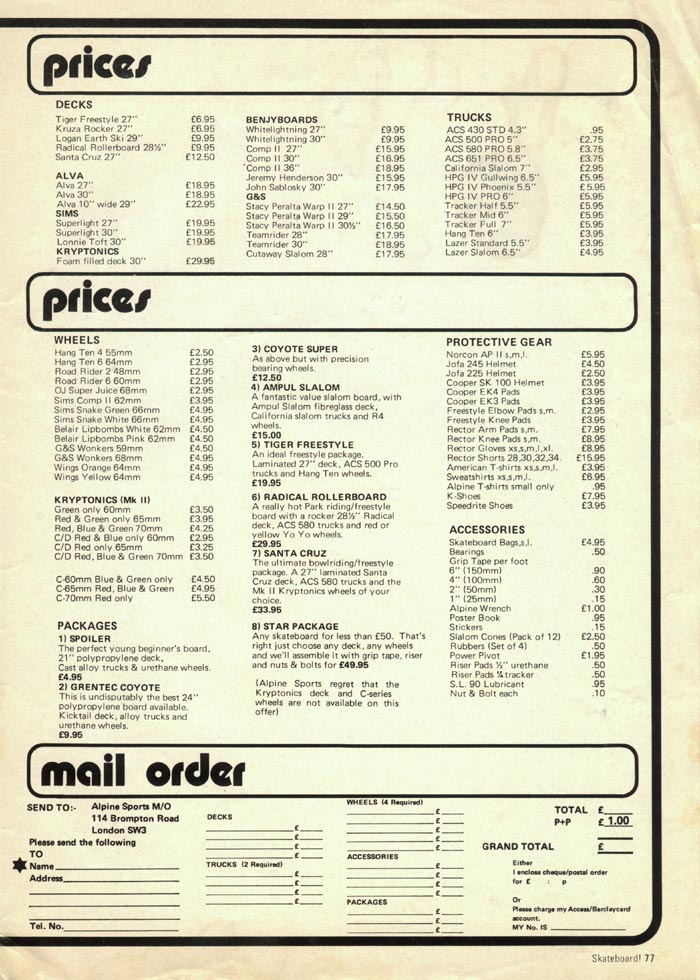 prices
DECKS
Tiger Freestyle 27" £6.95
Kruza Rocker 27" £6.95
Logan Earth Ski 29" £9.95
Radical Rollerboard 28½" £9.95
Santa Cruz 27" £12.50
ALVA
Alva 27" £18.95
Alva 30" £18.95
Alva 10" wide 29" £22.95
SIMS
Superlight 27" £19.95
Superlight 30" £19.95
Lonnie Toft 30" £19.95
KRYPTONICS
Foam filled deck 30" £29.95
BENJYBOARDS
Whitelightning 27" £9.95
Whitelightning 30" £9.95
Comp II 27" £15.95
Comp II 30" £16.95
Comp II 36" £18.95
Jeremy Henderson 30" £15.95
John Sablosky 30" £17.95
G&S
Stacy Peralta Warp II 27" £14.50
Stacy Peralta Warp II 29" £15.50
Stacy Peralta Warp II 30½" £16.50
Teamrider 28" £17.95
Teamrider 30" £18.95
Cutaway Slalom 28" £17.95
TRUCKS
ACS 430 STD 4.3" .95
ACS 500 PRO 5" £2.75
ACS 580 PRO 5.8" £3.75
ACS 651 PRO 6.5" £3.75
California Slalom 7" £2.95
HPG IV Gullwing 6.5" £5.95
HPG IV Phoenix 5.5" £5.95
HPG IV PRO 6" £5.95
Tracker Half 5.5" £5.95
Tracker Mid 6" £5.95
Tracker Full 7" £5.95
Hang Ten 6" £3.95
Lazer Standard 5.5" £3.95
Lazer Slalom 6.5" £4.95
prices
WHEELS
Hang Ten 4 55mm £2.50
Hang Ten 6 64mm £2.95
Road Rider 2 48mm £2.95
Road Rider 6 60mm £2.95
OJ Super Juice 68mm £2.95
Sims Comp II 62mm £3.95
Sims Snake Green 66mm £4.95
Sims Snake White 66mm £4.95
Belair Lipbombs White 62mm £4.50
Belair Lipbombs Pink 62mm £4.50
G&S Wonkers 59mm £4.50
G&S Wonkers 68mm £4.95
Wings Orange 64mm £4.95
Wings Yellow 64mm £4.95
KRYPTONICS (Mk II)
Green only 60mm £3.50
Red & Green only 65mm £3.95
Red, Blue & Green 70mm £4.25
C/D Red & Blue only 60mm £2.95
C/D Red only 65mm £3.25
C/D Red, Blue & Green 70mm £3.50
C-60mm Blue & Green only £4.50
C-65mm Red, Blue & Green £4.95
C-70mm Red only £5.50
PACKAGES
1) SPOILER
The perfect young beginner's board,
21" polypropylene deck,
Cast alloy trucks & urethane wheels.
£4.95
2) GRENTEC COYOTE
This is undisputably the best 24"
polypropylene board available.
Kicktail deck, alloy trucks and
urethane wheels.
£9.95
3) COYOTE SUPER
As above but with precision
bearing wheels.
£12.50
4) AMPUL SLALOM
A fantastic value slalom board, with
Ampul Slalom fibreglass deck,
California slalom trucks and R4
wheels.
£15.00
5) TIGER FREESTYLE
An ideal freestyle package.
Laminated 27" deck, ACS 500 Pro
trucks and Hang Ten wheels.
£19.95
6) RADICAL ROLLERBOARD
A really hot Park riding/freestyle
board with a rocker 28½" Radical
deck, ACS 580 trucks and red or
yellow Yo Yo wheels.
£29.95
7) SANTA CRUZ
The ultimate bowlriding/freestyle
package. A 27" laminated Santa
Cruz deck, ACS 580 trucks and the
Mk II Kryptonics wheels of your
choice.
£33.95
8) STAR PACKAGE
Any skateboard for less than £50. That's
right just choose any deck, any wheels
and we'll assemble it with grip tape, riser
and nuts & bolts for £49.95
(Alpine Sports regret that the
Kryptonics deck and C-series
wheels are not available on this
offer)
PROTECTIVE GEAR
Norcon AP II s,m,l. £5.95
Jofa 245 Helmet £4.50
Jofa 225 Helmet £2.50
Cooper SK 100 Helmet £3.95
Cooper EK4 Pads £3.95
Cooper EK3 Pads £3.95
Freestyle Elbow Pads s,m. £2.95
Freestyle Knee Pads £3.95
Rector Arm Pads s,m. £7.95
Rector Knee Pads s,m. £8.95
Rector Gloves xs,s,m,l,xl. £8.95
Rector Shorts 28,30,32,34. £15.95
American T-shirts xs,s,m,l. £3.95
Sweatshirts xs,s,m,l. £6.95
Alpine T-shirts small only .95
K-Shoes £7.95
Speedrite Shoes £3.95
ACCESSORIES
Skateboard Bags,s,l. £4.95
Bearings .50
Grip Tape per foot
6" (150mm) .90
4" (100mm) .60
2" (50mm) .30
1" (25mm) .15
Alpine Wrench £1.00
Poster Book .95
Stickers .15
Slalom Cones (Pack of 12) £2.50
Rubbers (Set of 4) .50
Power Pivot £1.95
Riser Pads ½" urethane .50
Riser Pads ¼ tracker .50
S.L. 90 Lubricant .95
Nut & Bolt each .10
mail order
SEND TO:- Alpine Sports M/O
114 Brompton Road
London SW3
Please send the following
TO
Name
Address
Tel. No.
DECKS
£
£
£
£
TRUCKS (2 Required)
£
£
£
£
WHEELS (4 Required)
£
£
£
£
£
ACCESSORIES
£
£
£
£
PACKAGES
£
£
£
TOTAL £
P+P £ 1.00
GRAND TOTAL £
Either
I enclose cheque/postal order
for £ : p
Or
Please charge my Access/Barclaycard
account.
MY No. IS
Skateboard! 77